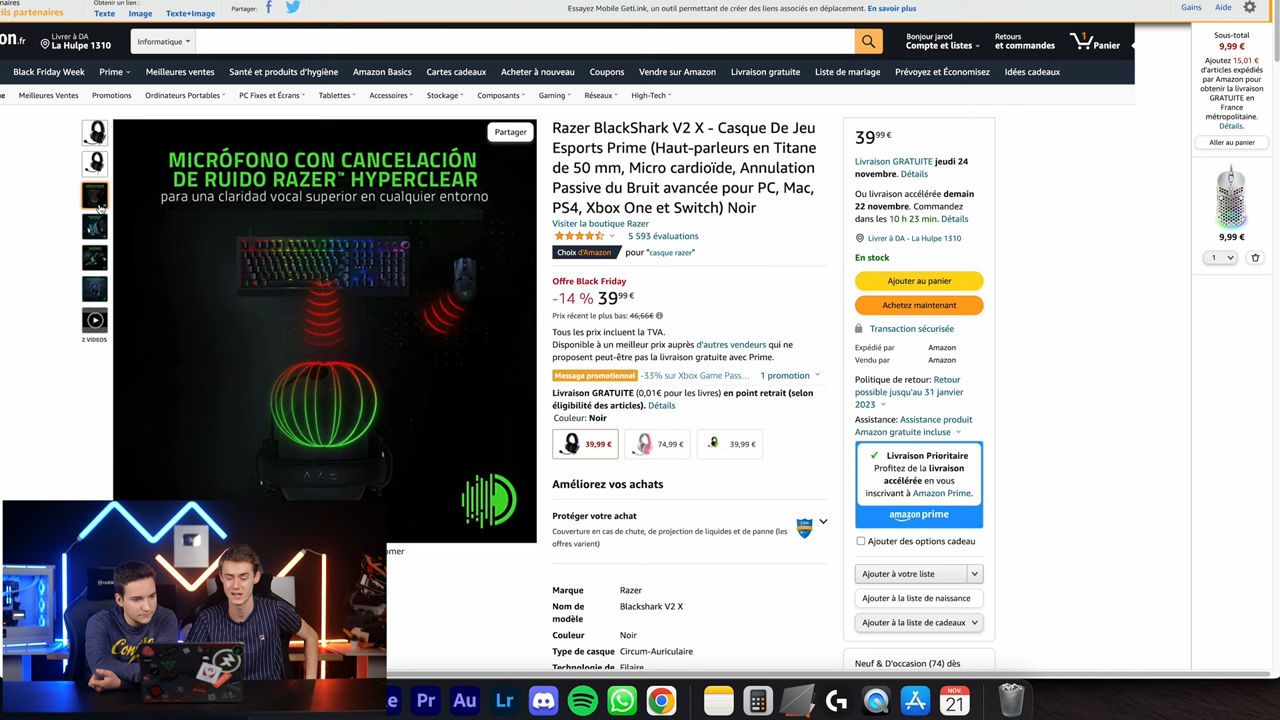 Obtenir un lien :
Texte
Image
Texte+Image
Partager:
Essayez Mobile GetLink, un outil permettant de créer des liens associés en déplacement. En savoir plus
Gains
Aide
Livrer à DA
La Hulpe 1310
Informatique
Bonjour jarod
Compte et listes
Retours
et commandes
1
Panier
Black Friday Week
Prime
Meilleures ventes
Santé et produits d'hygiène
Amazon Basics
Cartes cadeaux
Acheter à nouveau
Coupons
Vendre sur Amazon
Livraison gratuite
Liste de mariage
Prévoyez et Économisez
Idées cadeaux
Meilleures Ventes
Promotions
Ordinateurs Portables
PC Fixes et Écrans
Tablettes
Accessoires
Stockage
Composants
Gaming
Réseaux
High-Tech
Sous-total
9,99 €
Ajoutez 15,01 €
d'articles expédiés
par Amazon pour
obtenir la livraison
GRATUITE en
France
métropolitaine.
Détails.
Aller au panier
9,99 €
1
2 VIDEOS
Partager
MICRÓFONO CON CANCELACIÓN
DE RUIDO RAZER™ HYPERCLEAR
para una claridad vocal superior en cualquier entorno
Razer BlackShark V2 X - Casque De Jeu
Esports Prime (Haut-parleurs en Titane
de 50 mm, Micro cardioïde, Annulation
Passive du Bruit avancée pour PC, Mac,
PS4, Xbox One et Switch) Noir
Visiter la boutique Razer
5 593 évaluations
Choix d'Amazon pour "casque razer"
Offre Black Friday
-14 % 39,99 €
Prix récent le plus bas: 46,66€
Tous les prix incluent la TVA.
Disponible à un meilleur prix auprès d'autres vendeurs qui ne
proposent peut-être pas la livraison gratuite avec Prime.
Message promotionnel -33% sur Xbox Game Pass… 1 promotion
Livraison GRATUITE (0,01€ pour les livres) en point retrait (selon
éligibilité des articles). Détails
Couleur: Noir
39,99 €
74,99 €
39,99 €
Améliorez vos achats
Protéger votre achat
Couverture en cas de chute, de projection de liquides et de panne (les
offres varient)
Marque Razer
Nom de Blackshark V2 X
modèle
Couleur Noir
Type de casque Circum-Auriculaire
Technologie de Filaire
39,99 €
Livraison GRATUITE jeudi 24
novembre. Détails
Ou livraison accélérée demain
22 novembre. Commandez
dans les 10 h 23 min. Détails
Livrer à DA - La Hulpe 1310
En stock
Ajouter au panier
Achetez maintenant
Transaction sécurisée
Expédié par Amazon
Vendu par Amazon
Politique de retour: Retour
possible jusqu'au 31 janvier
2023
Assistance: Assistance produit
Amazon gratuite incluse
Livraison Prioritaire
Profitez de la livraison
accélérée en vous
inscrivant à Amazon Prime.
amazon prime
Ajouter des options cadeau
Ajouter à votre liste
Ajouter à la liste de naissance
Ajouter à la liste de cadeaux
Neuf & D'occasion (74) dès
Pr
Au
Lr
NOV.
21